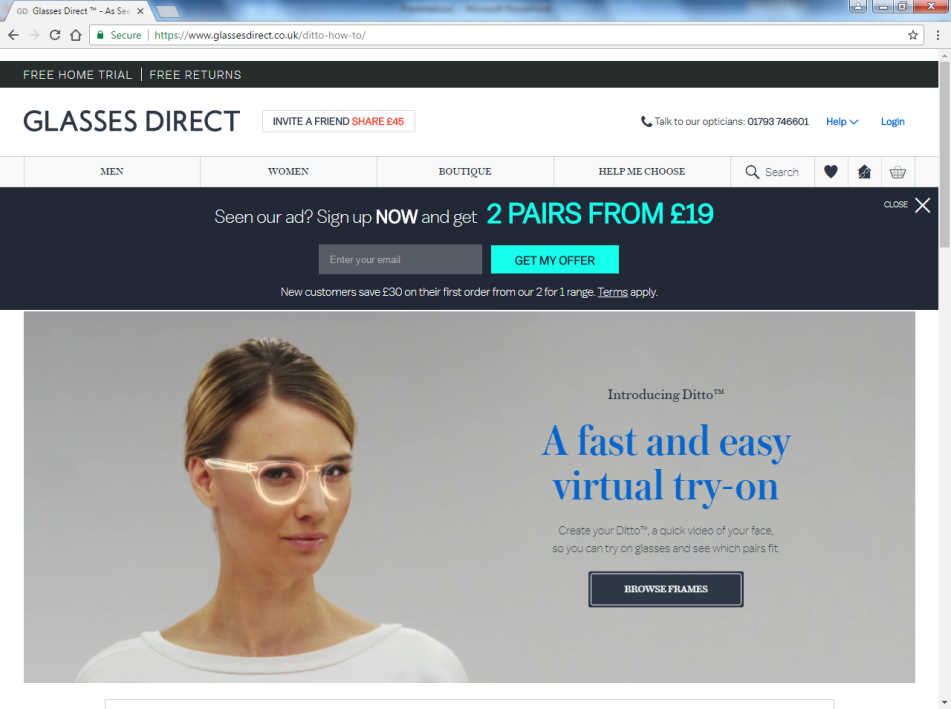 GD Glasses Direct ™ - As See
Secure https://www.glassesdirect.co.uk/ditto-how-to/
FREE HOME TRIAL | FREE RETURNS
GLASSES DIRECT
INVITE A FRIEND SHARE £45
Talk to our opticians: 01793 746601
Help
Login
MEN
WOMEN
BOUTIQUE
HELP ME CHOOSE
Search
Seen our ad? Sign up NOW and get 2 PAIRS FROM £19
CLOSE
Enter your email
GET MY OFFER
New customers save £30 on their first order from our 2 for 1 range. Terms apply.
Introducing Ditto™
A fast and easy
virtual try-on
Create your Ditto™, a quick video of your face,
so you can try on glasses and see which pairs fit.
BROWSE FRAMES